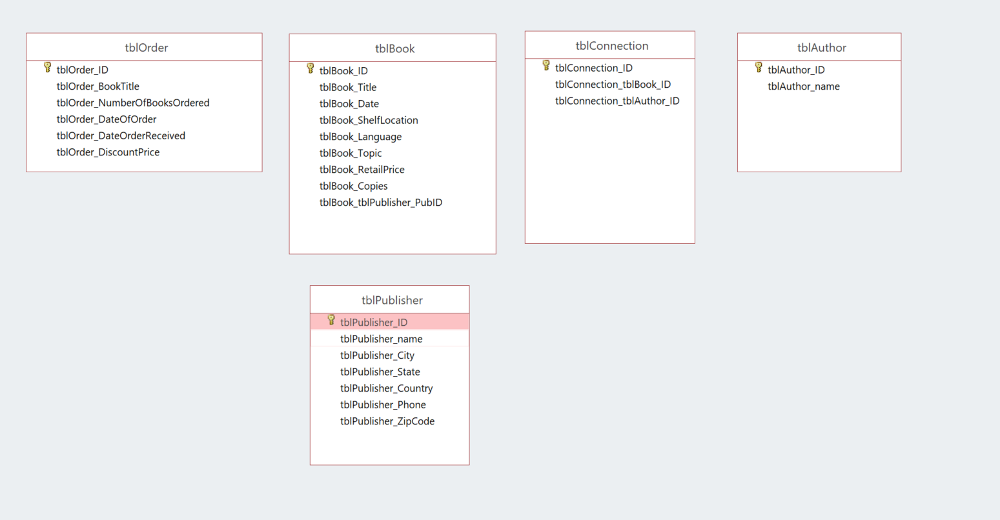 tblOrder
tblOrder_ID
tblOrder_BookTitle
tblOrder_NumberOfBooksOrdered
tblOrder_DateOfOrder
tblOrder_DateOrderReceived
tblOrder_DiscountPrice
tblBook
tblBook_ID
tblBook_Title
tblBook_Date
tblBook_ShelfLocation
tblBook_Language
tblBook_Topic
tblBook_RetailPrice
tblBook_Copies
tblBook_tblPublisher_PubID
tblConnection
tblConnection_ID
tblConnection_tblBook_ID
tblConnection_tblAuthor_ID
tblAuthor
tblAuthor_ID
tblAuthor_name
tblPublisher
tblPublisher_ID
tblPublisher_name
tblPublisher_City
tblPublisher_State
tblPublisher_Country
tblPublisher_Phone
tblPublisher_ZipCode